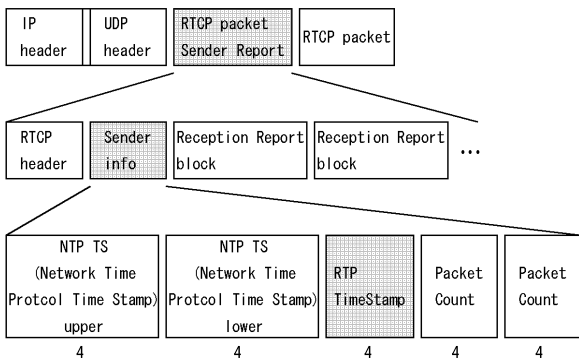 IP
header
UDP
header
RTCP packet
Sender Report
RTCP packet
RTCP
header
Sender
info
Reception Report
block
Reception Report
block
...
NTP TS
(Network Time
Protcol Time Stamp)
upper
NTP TS
(Network Time
Protcol Time Stamp)
lower
RTP
TimeStamp
Packet
Count
Packet
Count
4
4
4
4
4